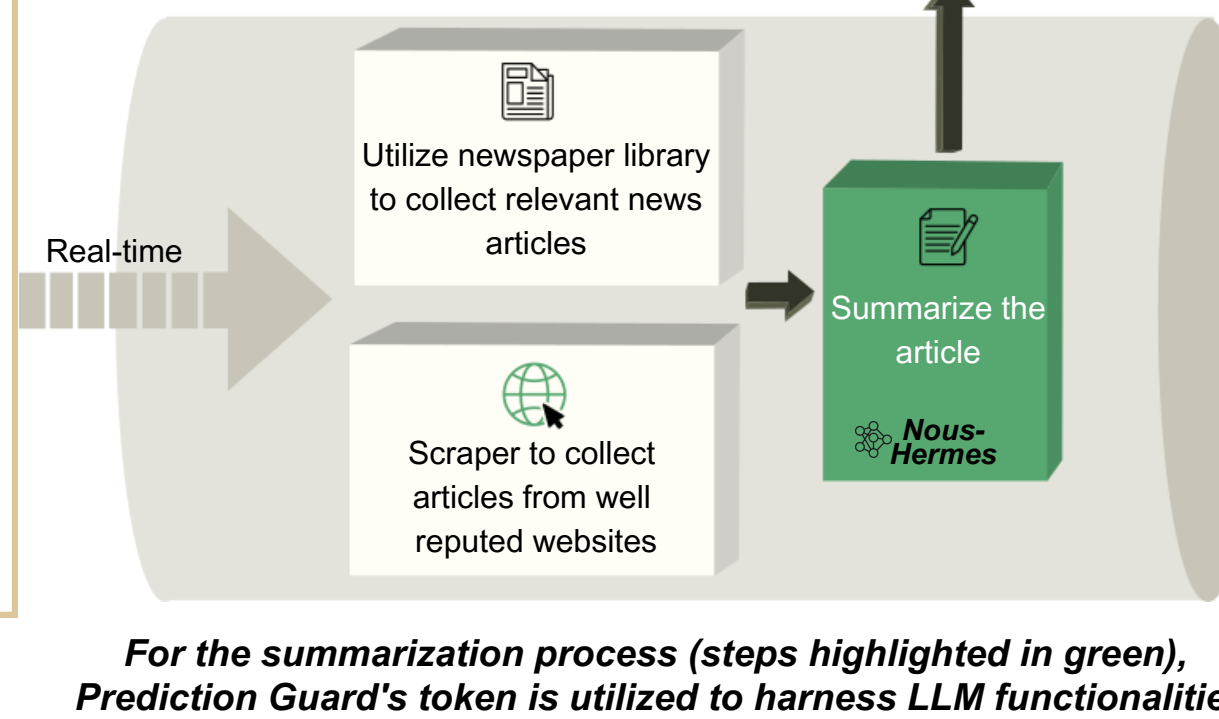 Utilize newspaper library
to collect relevant news
articles
Real-time
Summarize the
article
Nous-
Hermes
Scraper to collect
articles from well
reputed websites
For the summarization process (steps highlighted in green),
Prediction Guard's token is utilized to harness LLM functionalitie